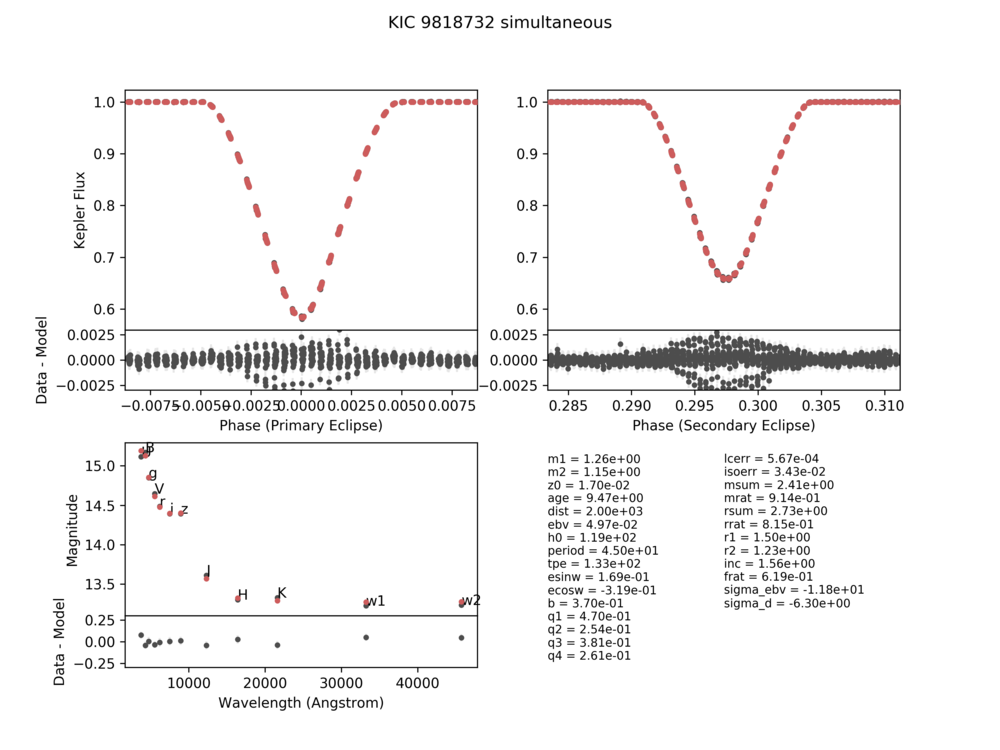 KIC 9818732 simultaneous
Kepler Flux
1.0
0.9
0.8
0.7
0.6
Data - Model
0.0025
0.0000
−0.0025
−0.0075 −0.0050 −0.0025 0.0000 0.0025 0.0050 0.0075
Phase (Primary Eclipse)
1.0
0.9
0.8
0.7
0.6
0.0025
0.0000
−0.0025
0.285 0.290 0.295 0.300 0.305 0.310
Phase (Secondary Eclipse)
Magnitude
15.0
14.5
14.0
13.5
B
g
V
r i z
J
H
K
w1
w2
Data - Model
0.25
0.00
−0.25
10000 20000 30000 40000
Wavelength (Angstrom)
m1 = 1.26e+00
m2 = 1.15e+00
z0 = 1.70e-02
age = 9.47e+00
dist = 2.00e+03
ebv = 4.97e-02
h0 = 1.19e+02
period = 4.50e+01
tpe = 1.33e+02
esinw = 1.69e-01
ecosw = -3.19e-01
b = 3.70e-01
q1 = 4.70e-01
q2 = 2.54e-01
q3 = 3.81e-01
q4 = 2.61e-01
lcerr = 5.67e-04
isoerr = 3.43e-02
msum = 2.41e+00
mrat = 9.14e-01
rsum = 2.73e+00
rrat = 8.15e-01
r1 = 1.50e+00
r2 = 1.23e+00
inc = 1.56e+00
frat = 6.19e-01
sigma_ebv = -1.18e+01
sigma_d = -6.30e+00